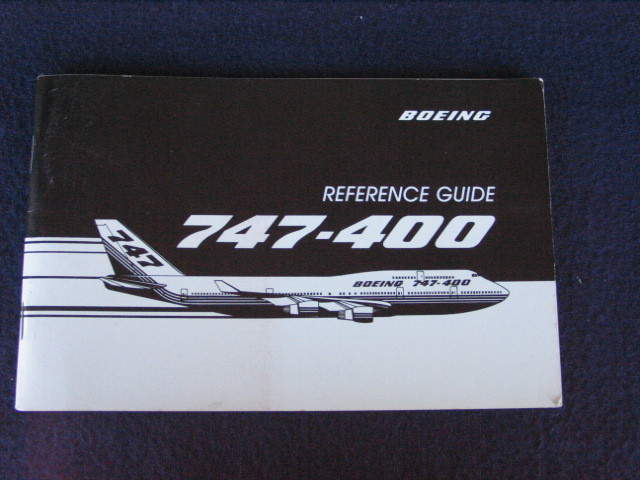 BOEING
REFERENCE GUIDE
747-400
747
BOEING 747-400